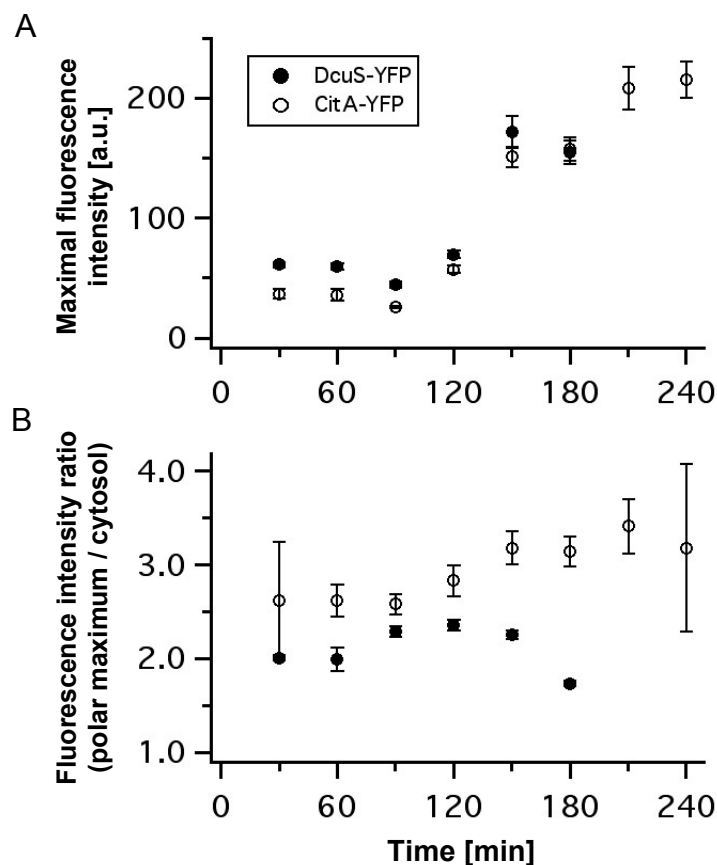 A
Maximal fluorescence
intensity [a.u.]
DcuS-YFP
CitA-YFP
200
100
0
0 60 120 180 240
B
Fluorescence intensity ratio
(polar maximum / cytosol)
4.0
3.0
2.0
1.0
0 60 120 180 240
Time [min]